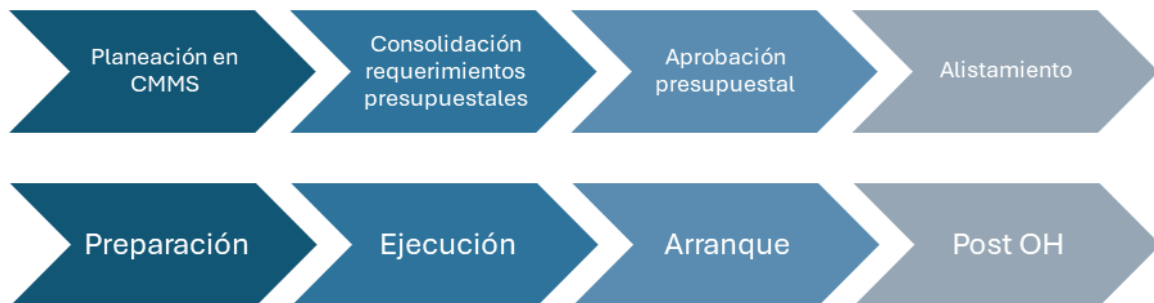 Planeación en
CMMS
Consolidación
requerimientos
presupuestales
Aprobación
presupuestal
Alistamiento
Preparación
Ejecución
Arranque
Post OH